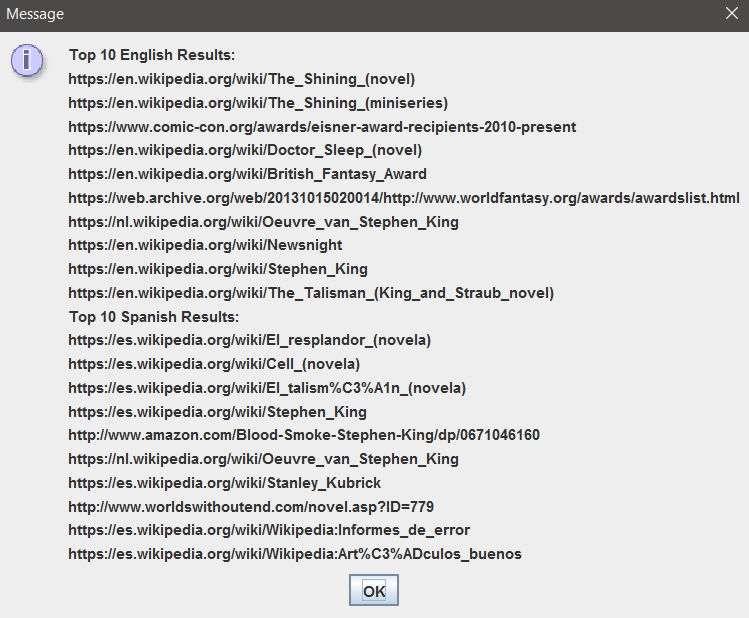 Message
Top 10 English Results:
https://en.wikipedia.org/wiki/The_Shining_(novel)
https://en.wikipedia.org/wiki/The_Shining_(miniseries)
https://www.comic-con.org/awards/eisner-award-recipients-2010-present
https://en.wikipedia.org/wiki/Doctor_Sleep_(novel)
https://en.wikipedia.org/wiki/British_Fantasy_Award
https://web.archive.org/web/20131015020014/http://www.worldfantasy.org/awards/awardslist.html
https://nl.wikipedia.org/wiki/Oeuvre_van_Stephen_King
https://en.wikipedia.org/wiki/Newsnight
https://en.wikipedia.org/wiki/Stephen_King
https://en.wikipedia.org/wiki/The_Talisman_(King_and_Straub_novel)
Top 10 Spanish Results:
https://es.wikipedia.org/wiki/El_resplandor_(novela)
https://es.wikipedia.org/wiki/Cell_(novela)
https://es.wikipedia.org/wiki/El_talism%C3%A1n_(novela)
https://es.wikipedia.org/wiki/Stephen_King
http://www.amazon.com/Blood-Smoke-Stephen-King/dp/0671046160
https://nl.wikipedia.org/wiki/Oeuvre_van_Stephen_King
https://es.wikipedia.org/wiki/Stanley_Kubrick
http://www.worldswithoutend.com/novel.asp?ID=779
https://es.wikipedia.org/wiki/Wikipedia:Informes_de_error
https://es.wikipedia.org/wiki/Wikipedia:Art%C3%ADculos_buenos
OK